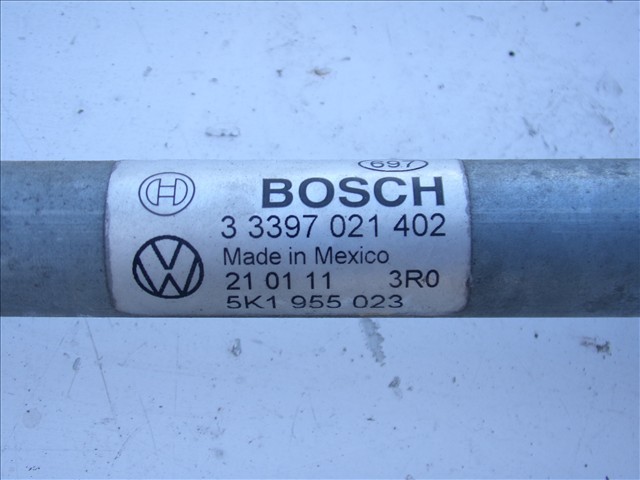 697
BOSCH
3 3397 021 402
Made in Mexico
21 01 11 3R0
5K1 955 023